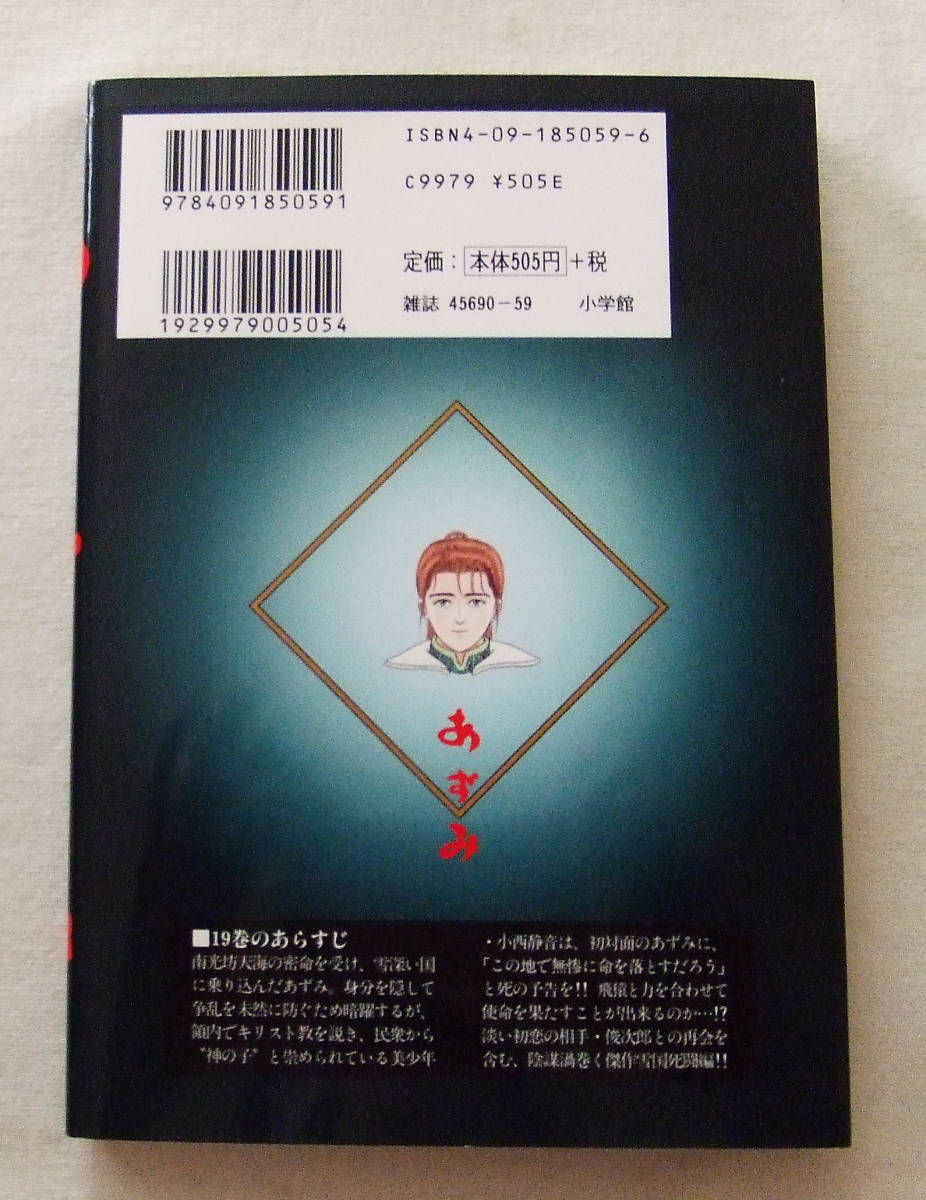 ISBN4-09-185059-6
9784091850591
C9979 ¥505E
1929979005054
定価：本体505円+税
雑誌 45690-59 小学館
あずみ
■19巻のあらすじ
南光坊天海の密命を受け、雪深い国
に乗り込んだあずみ。身分を隠して
争乱を未然に防ぐため暗躍するが、
領内でキリスト教を説き、民衆から
〝神の子〟と崇められている美少年
・小西静音は、初対面のあずみに、
「この地で無惨に命を落とすだろう」
と死の予告を!! 飛猿と力を合わせて
使命を果たすことが出来るのか…!?
淡い初恋の相手・俊次郎との再会を
含む、陰謀渦巻く傑作雪国死闘編!!